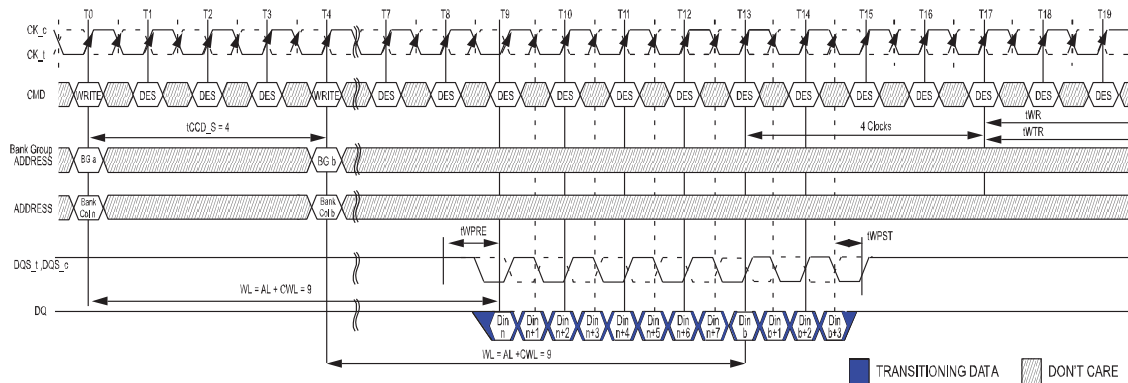 T0 T1 T2 T3 T4 T7 T8 T9 T10 T11 T12 T13 T14 T15 T16 T17 T18 T19
CK_c
CK_t
CMD WRITE DES DES DES WRITE DES DES DES DES DES DES DES DES DES DES DES DES DES
tCCD_S = 4
4 Clocks
tWR
tWTR
Bank Group
ADDRESS
BG a
BG b
ADDRESS
Bank
Col n
Bank
Col b
tWPRE
tWPST
DQS_t ,DQS_c
WL = AL + CWL = 9
DQ
Din n
Din n+1
Din n+2
Din n+3
Din n+4
Din n+5
Din n+6
Din n+7
Din b
Din b+1
Din b+2
Din b+3
WL = AL +CWL = 9
TRANSITIONING DATA
DON'T CARE